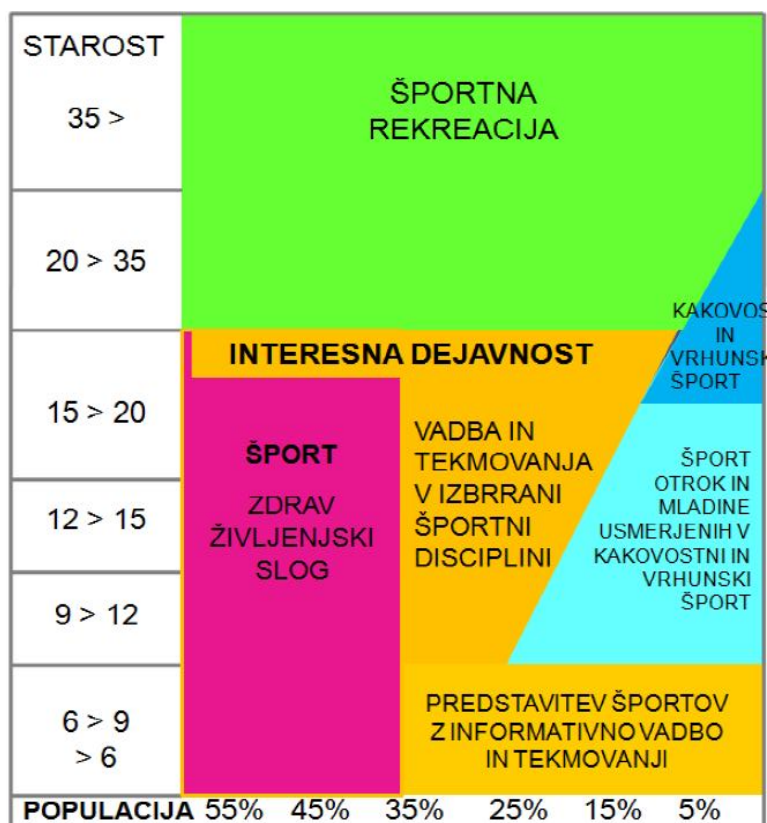 STAROST
35 >
ŠPORTNA
REKREACIJA
20 > 35
KAKOVOS
IN
VRHUNSK
ŠPORT
INTERESNA DEJAVNOST
15 > 20
ŠPORT
ZDRAV
ŽIVLJENJSKI
SLOG
VADBA IN
TEKMOVANJA
V IZBRRANI
ŠPORTNI
DISCIPLINI
ŠPORT
OTROK IN
MLADINE
USMERJENIH V
KAKOVOSTNI IN
VRHUNSKI
ŠPORT
12 > 15
9 > 12
6 > 9
> 6
PREDSTAVITEV ŠPORTOV
Z INFORMATIVNO VADBO
IN TEKMOVANJI
POPULACIJA 55% 45% 35% 25% 15% 5%